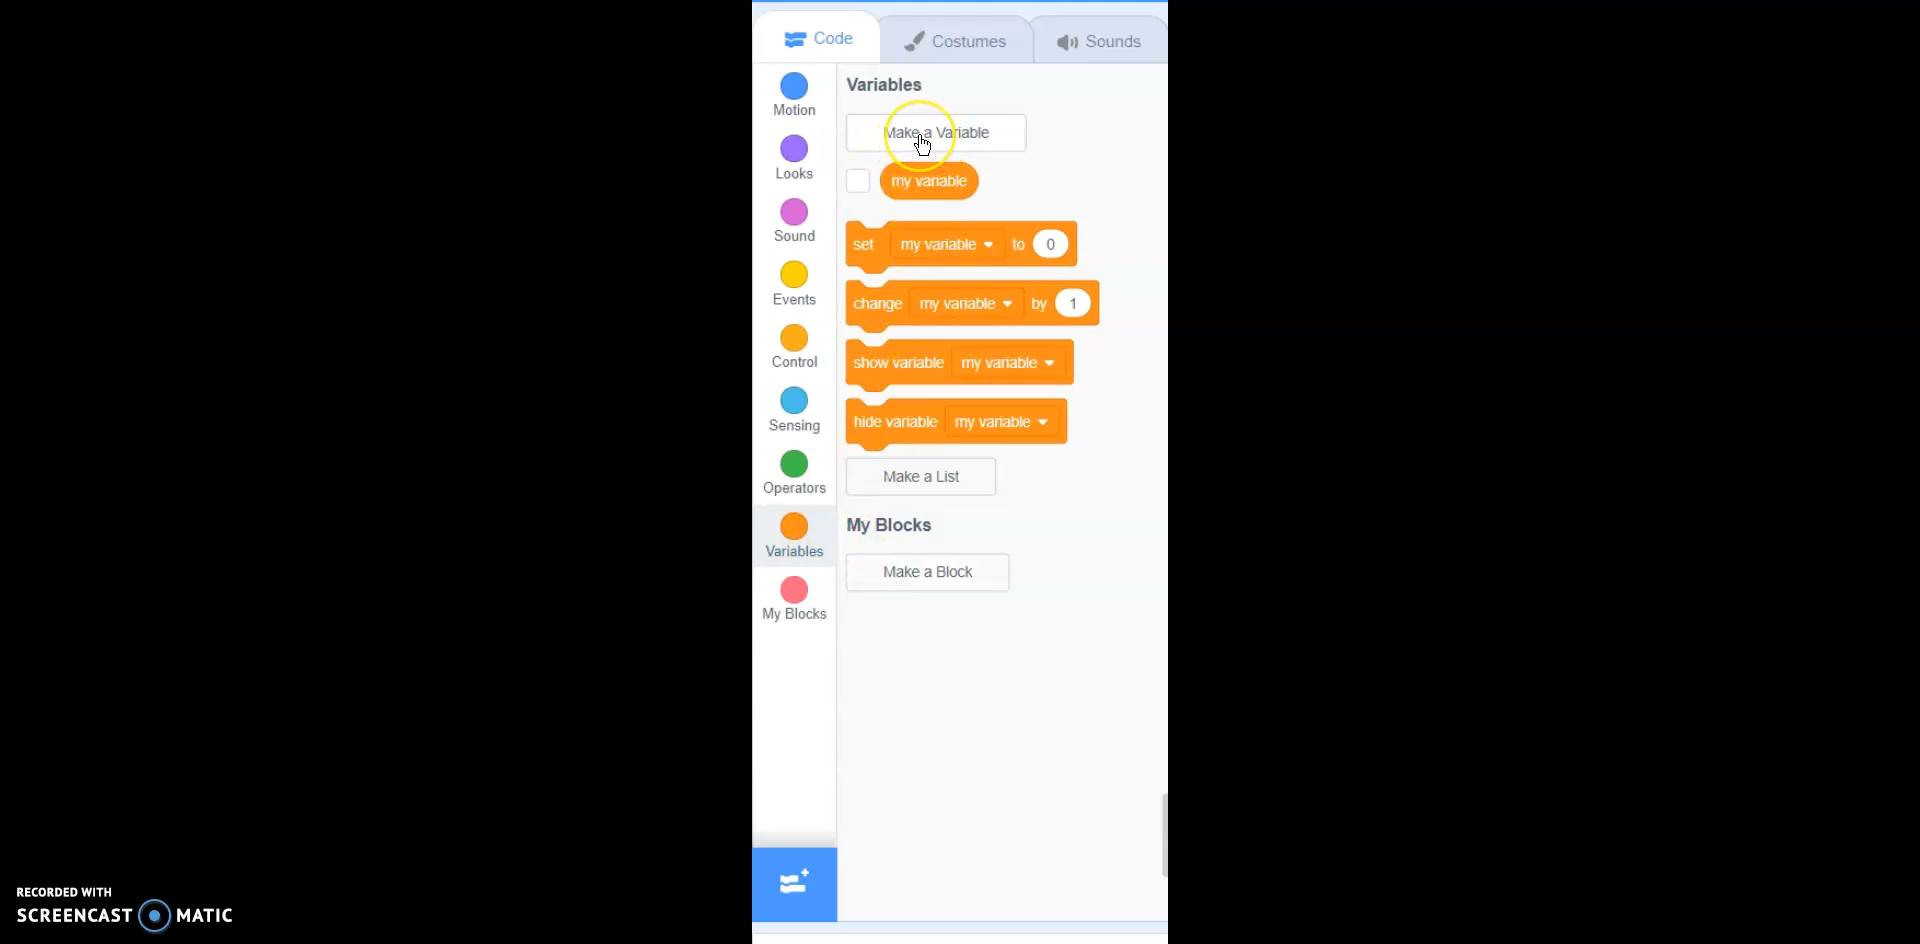 Code
Costumes
Sounds
Motion
Looks
Sound
Events
Control
Sensing
Operators
Variables
My Blocks
Variables
Make a Variable
my variable
set my variable to 0
change my variable by 1
show variable my variable
hide variable my variable
Make a List
My Blocks
Make a Block
RECORDED WITH
SCREENCAST MATIC